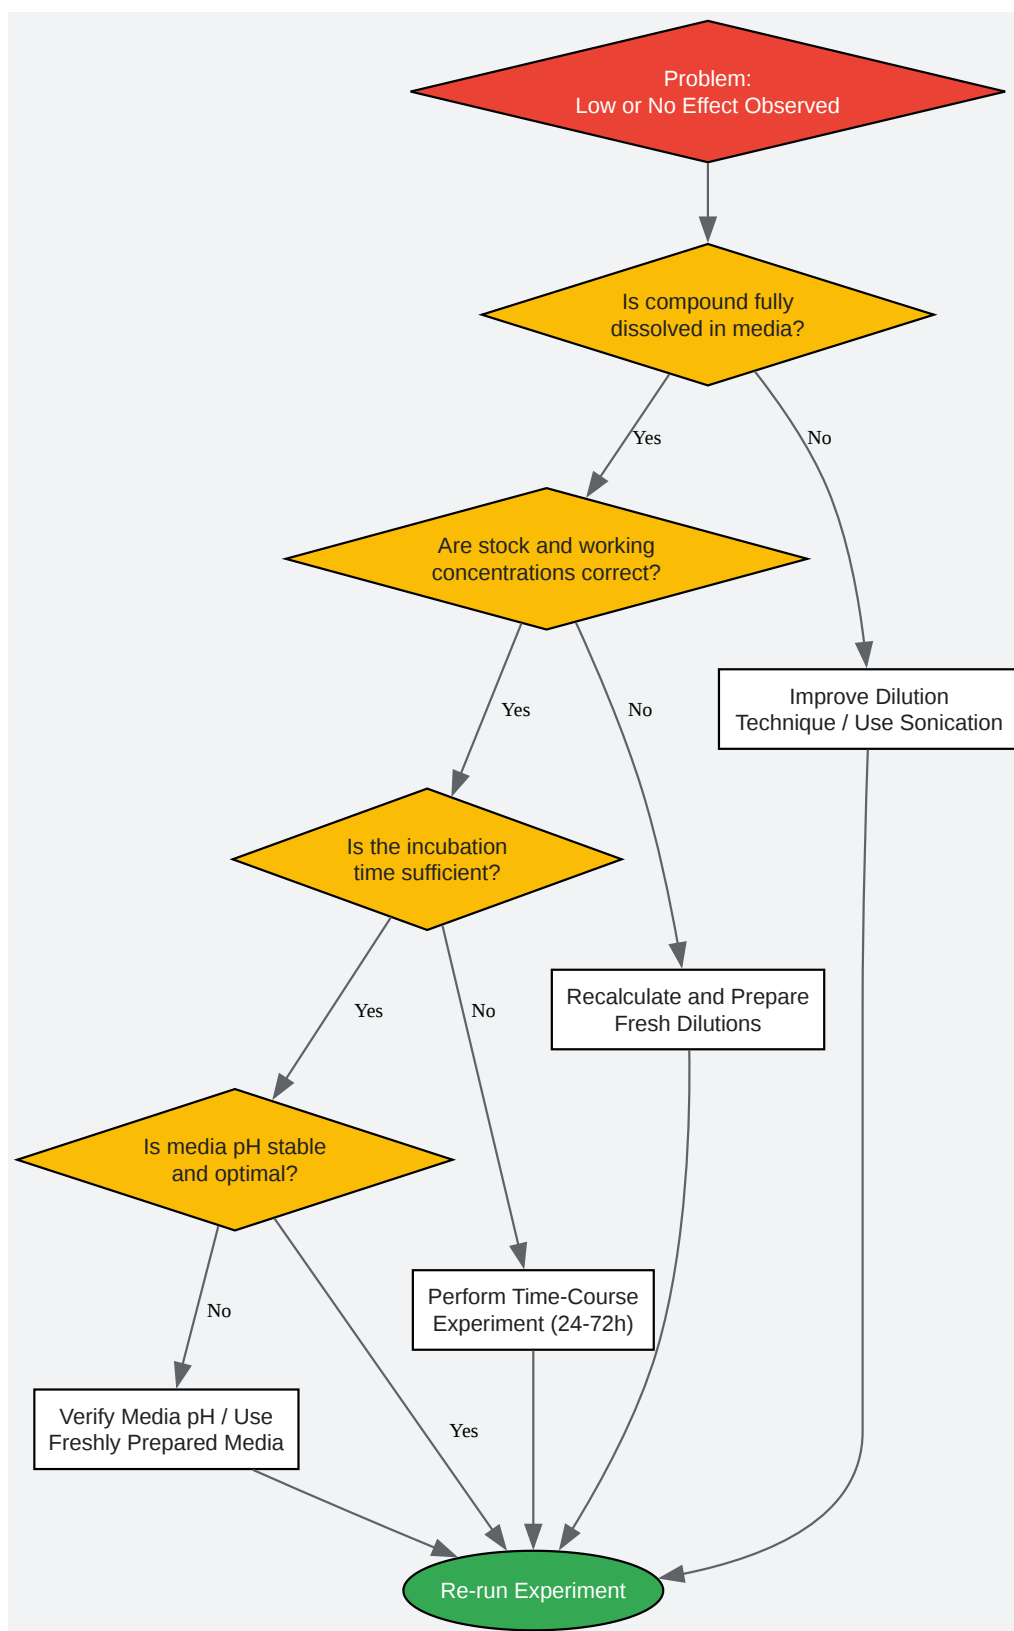 Problem:
Low or No Effect Observed
Is compound fully
dissolved in media?
Yes
No
Are stock and working
concentrations correct?
Improve Dilution
Technique / Use Sonication
Yes
No
Is the incubation
time sufficient?
Recalculate and Prepare
Fresh Dilutions
Yes
No
Is media pH stable
and optimal?
Perform Time-Course
Experiment (24-72h)
No
Verify Media pH / Use
Freshly Prepared Media
Yes
Re-run Experiment